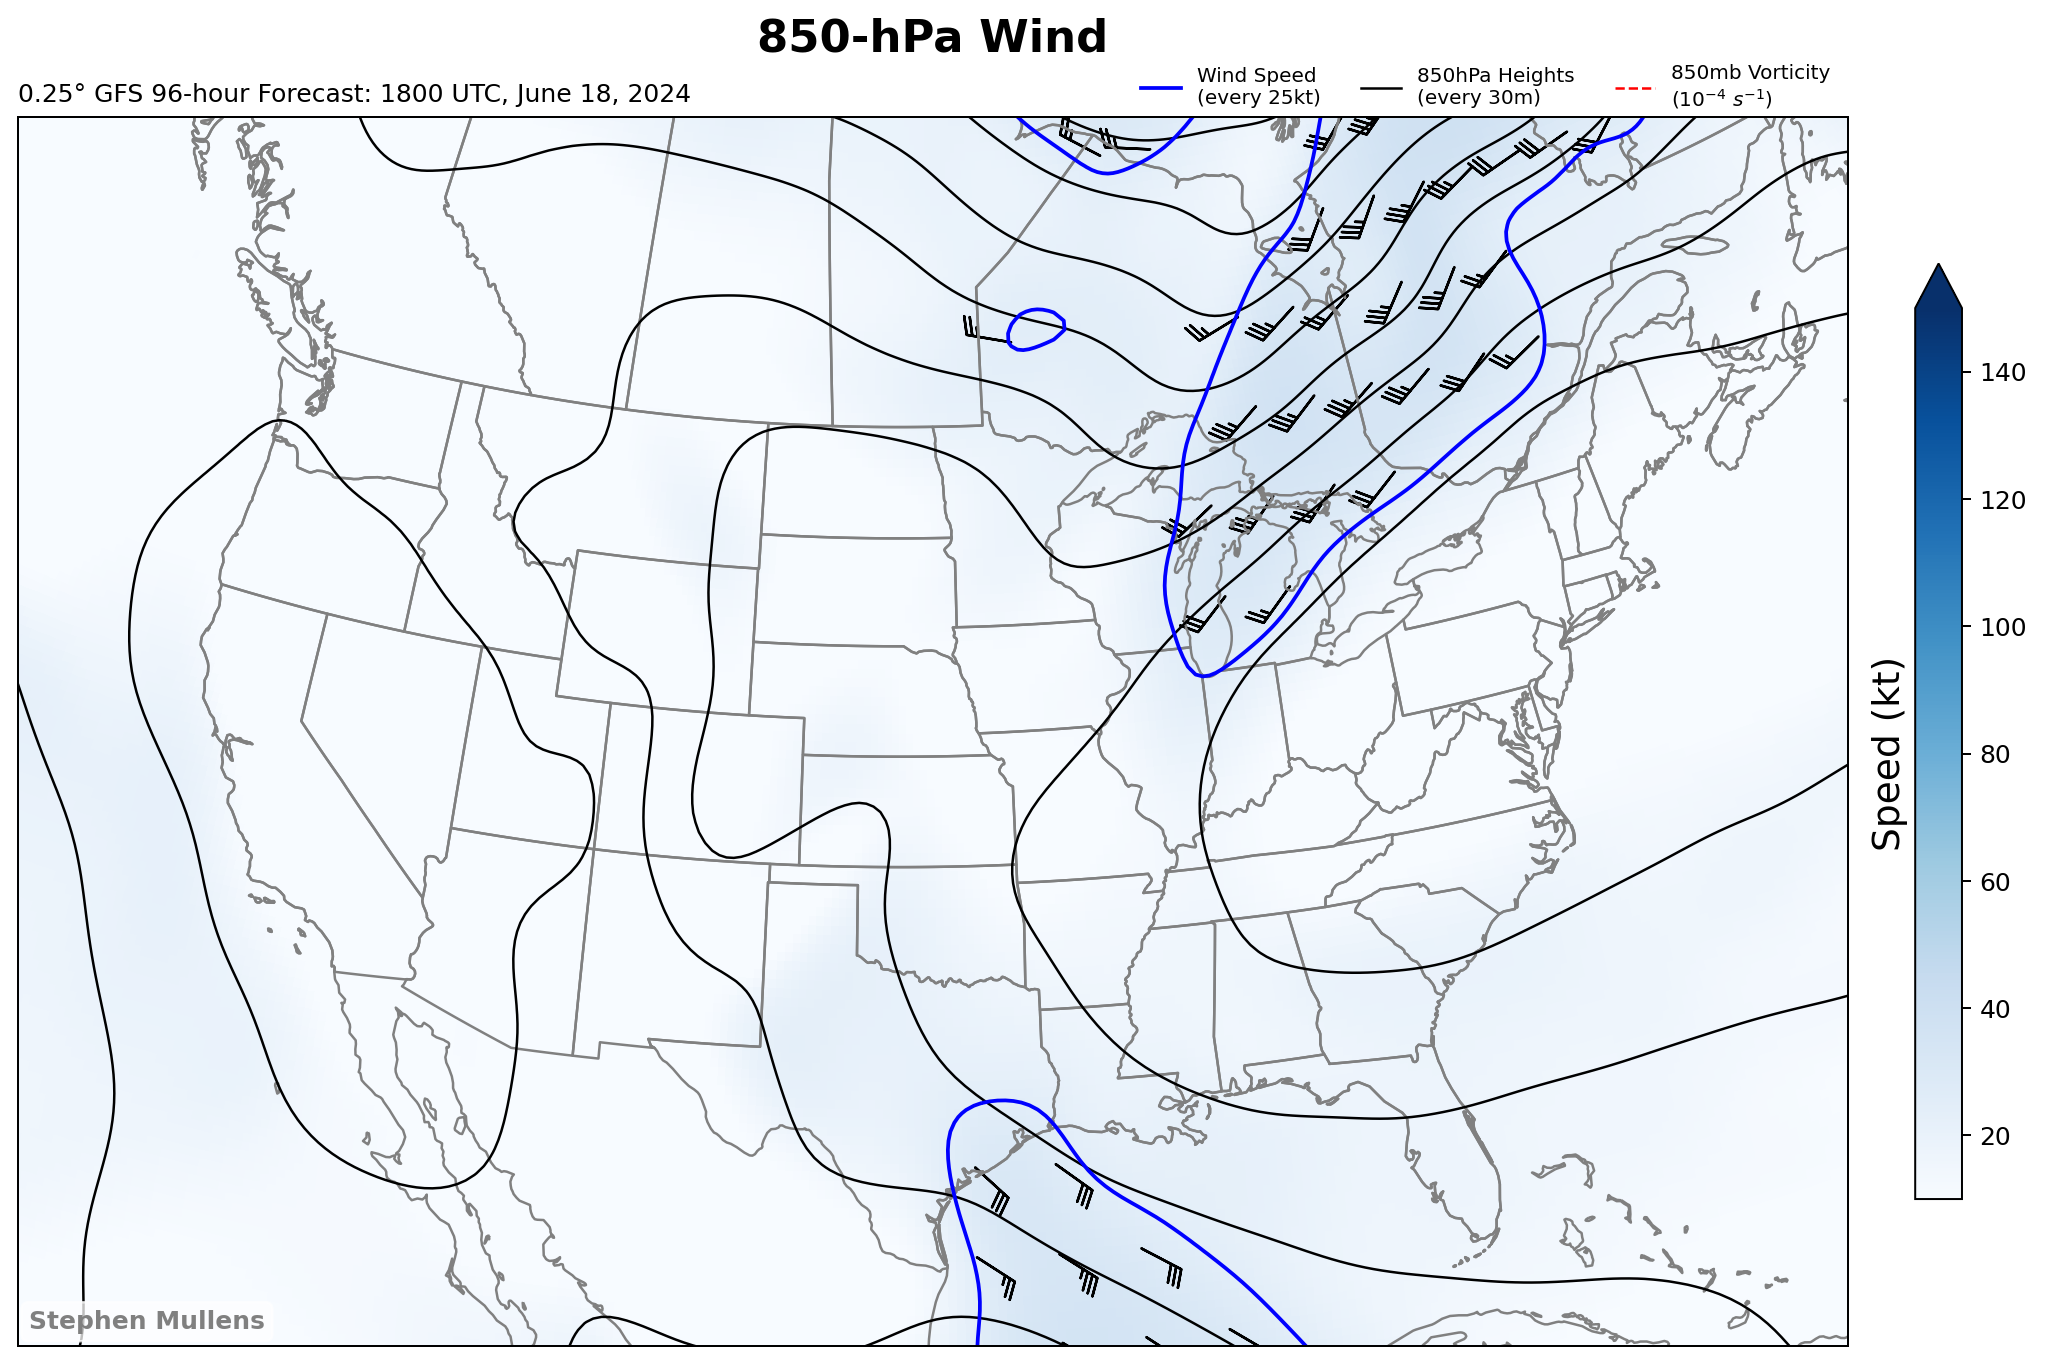 850-hPa Wind
0.25° GFS 96-hour Forecast: 1800 UTC, June 18, 2024
Wind Speed
(every 25kt)
850hPa Heights
(every 30m)
850mb Vorticity
(10⁻⁴ s⁻¹)
140
120
100
80
60
40
20
Speed (kt)
Stephen Mullens